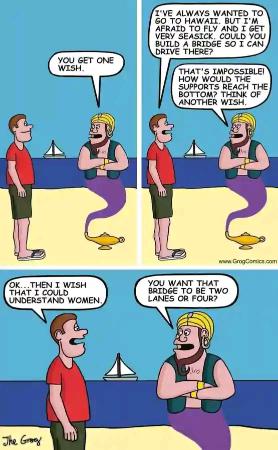 YOU GET ONE
WISH.
I'VE ALWAYS WANTED TO
GO TO HAWAII. BUT I'M
AFRAID TO FLY AND I GET
VERY SEASICK. COULD YOU
BUILD A BRIDGE SO I CAN
DRIVE THERE?
THAT'S IMPOSSIBLE!
HOW WOULD THE
SUPPORTS REACH THE
BOTTOM? THINK OF
ANOTHER WISH.
www.GrogComics.com
OK...THEN I WISH
THAT I COULD
UNDERSTAND WOMEN.
YOU WANT THAT
BRIDGE TO BE TWO
LANES OR FOUR?
The Grog